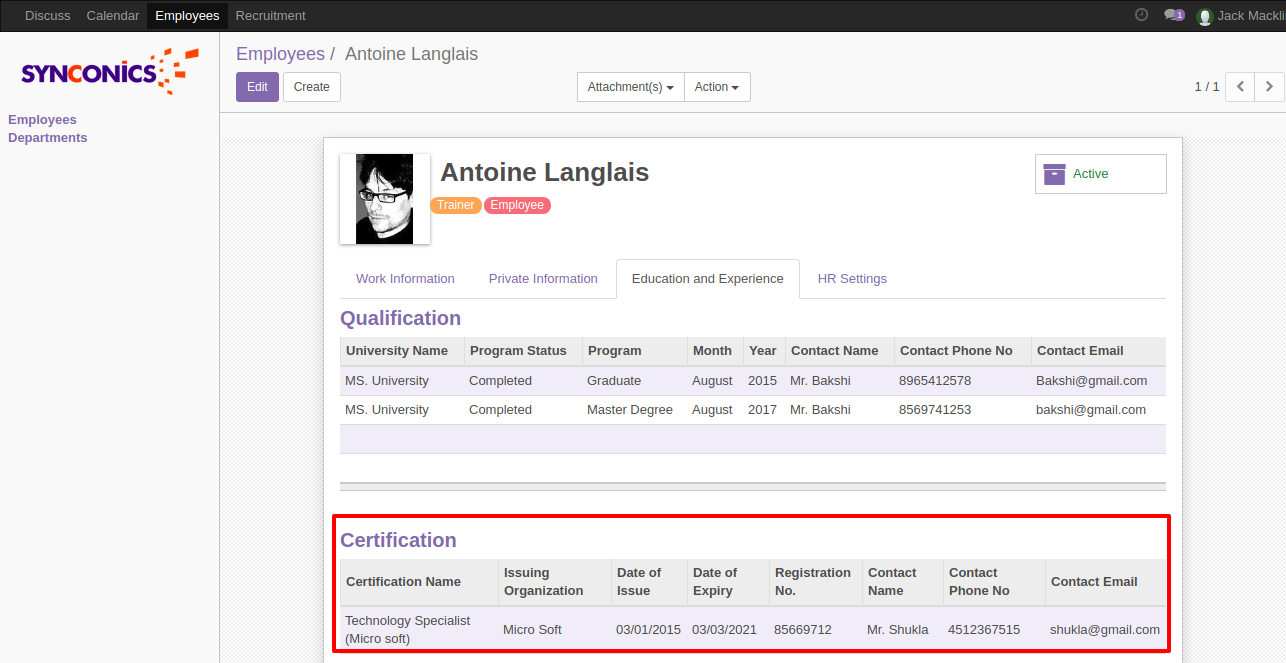 Discuss Calendar Employees Recruitment 1 Jack Mackli
SYNCONICS
Employees
Departments
Employees / Antoine Langlais
Edit Create Attachment(s) Action 1 / 1
Antoine Langlais
Trainer Employee
Active
Work Information Private Information Education and Experience HR Settings
Qualification
University Name Program Status Program Month Year Contact Name Contact Phone No Contact Email
MS. University Completed Graduate August 2015 Mr. Bakshi 8965412578 Bakshi@gmail.com
MS. University Completed Master Degree August 2017 Mr. Bakshi 8569741253 bakshi@gmail.com
Certification
Certification Name Issuing Organization Date of Issue Date of Expiry Registration No. Contact Name Contact Phone No Contact Email
Technology Specialist (Micro soft) Micro Soft 03/01/2015 03/03/2021 85669712 Mr. Shukla 4512367515 shukla@gmail.com